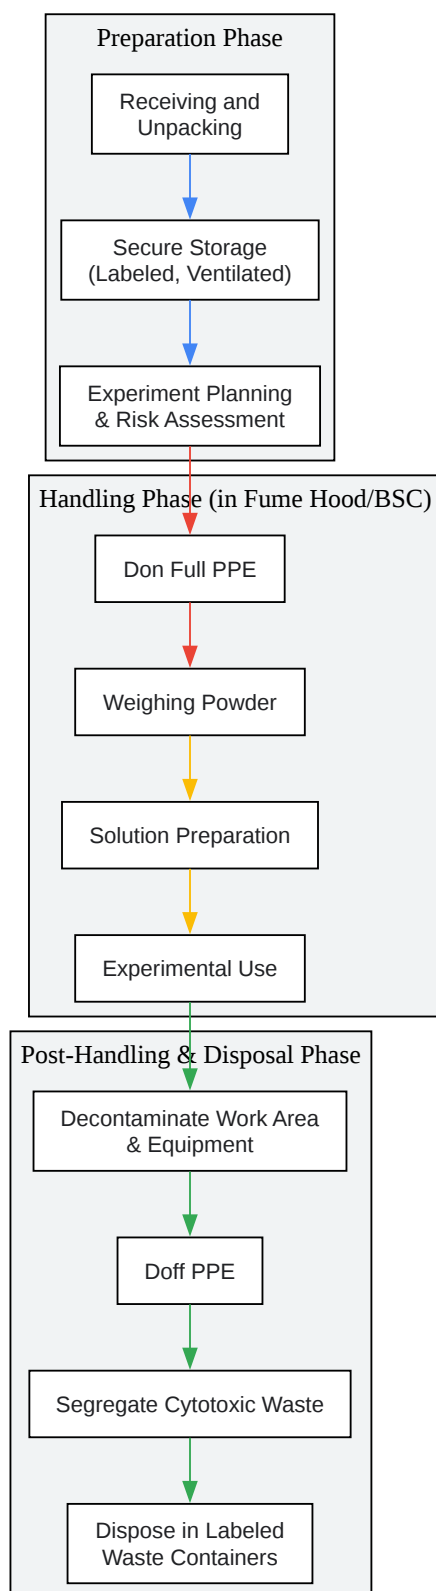 Preparation Phase
Receiving and
Unpacking
Secure Storage
(Labeled, Ventilated)
Experiment Planning
& Risk Assessment
Handling Phase (in Fume Hood/BSC)
Don Full PPE
Weighing Powder
Solution Preparation
Experimental Use
Post-Handling & Disposal Phase
Decontaminate Work Area
& Equipment
Doff PPE
Segregate Cytotoxic Waste
Dispose in Labeled
Waste Containers